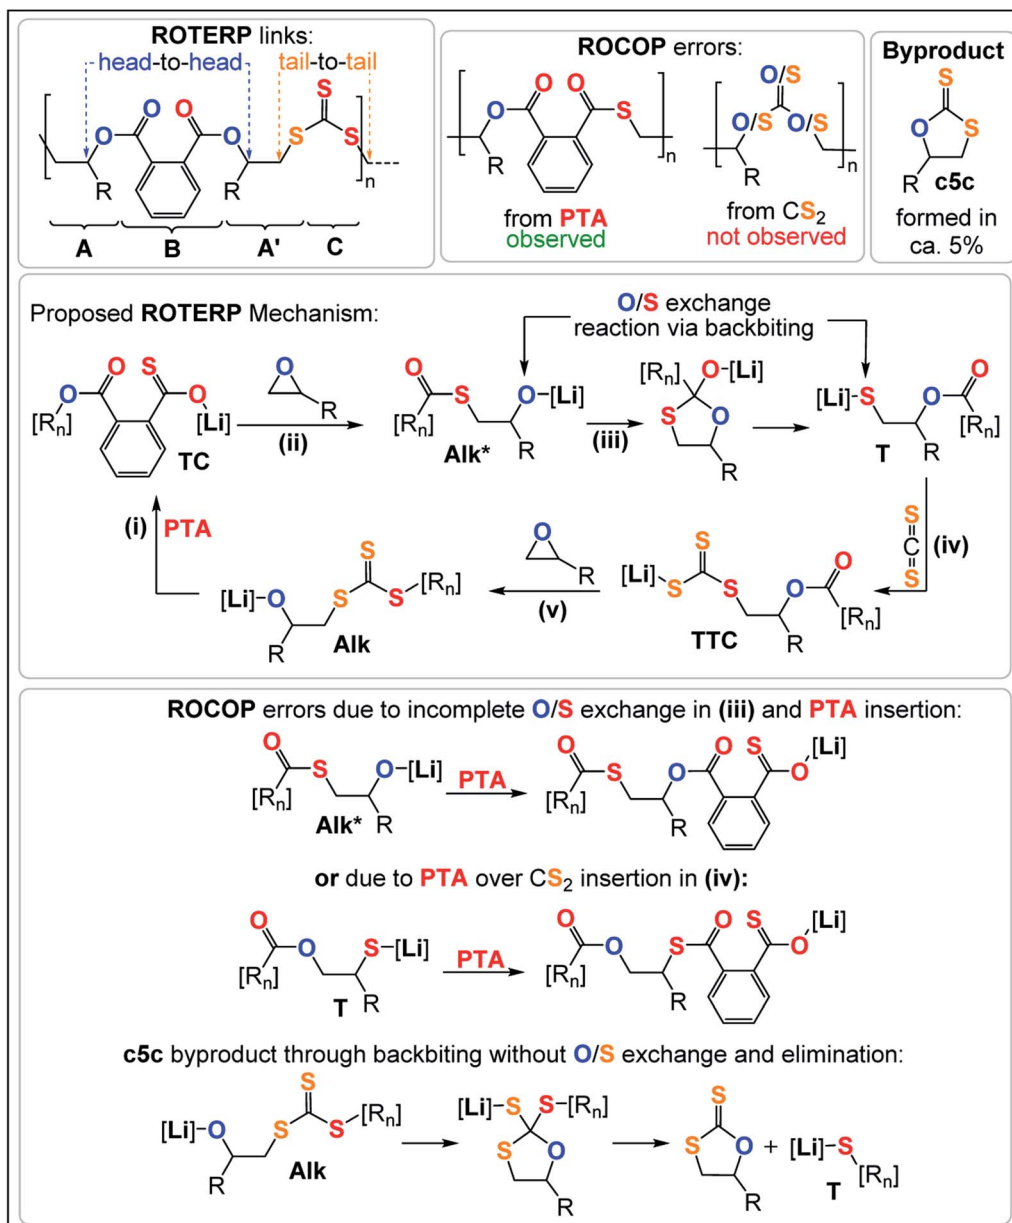 ROTERP links:
head-to-head tail-to-tail
O O S
O O S S
R R n
A B A' C
ROCOP errors:
O O O/S
O S O/S O/S
R n R n
from PTA
observed
from CS2
not observed
Byproduct
S
O S
R c5c
formed in
ca. 5%
Proposed ROTERP Mechanism:
O/S exchange
reaction via backbiting
O S
O O
[Rn] [Li]
TC
O
R
(ii)
O
S O–[Li]
[Rn] R
Alk*
(iii)
[Rn] O–[Li]
S O
R
[Li]–S O O
R [Rn]
T
(i) PTA
S
C
S
(iv)
[Li] S O
S S O
R [Rn]
TTC
O
R
(v)
S
[Li]–O S S [Rn]
R
Alk
ROCOP errors due to incomplete O/S exchange in (iii) and PTA insertion:
O
S O–[Li]
[Rn] R
Alk*
PTA
O O S [Li]
S O O
[Rn] R
or due to PTA over CS2 insertion in (iv):
O
O S–[Li]
[Rn] R
T
PTA
O O S [Li]
O S O
[Rn] R
c5c byproduct through backbiting without O/S exchange and elimination:
S
[Li]–O S S [Rn]
R
Alk
[Li]–S S–[Rn]
S O
R
S
S O
R
+ [Li]–S
[Rn]
T